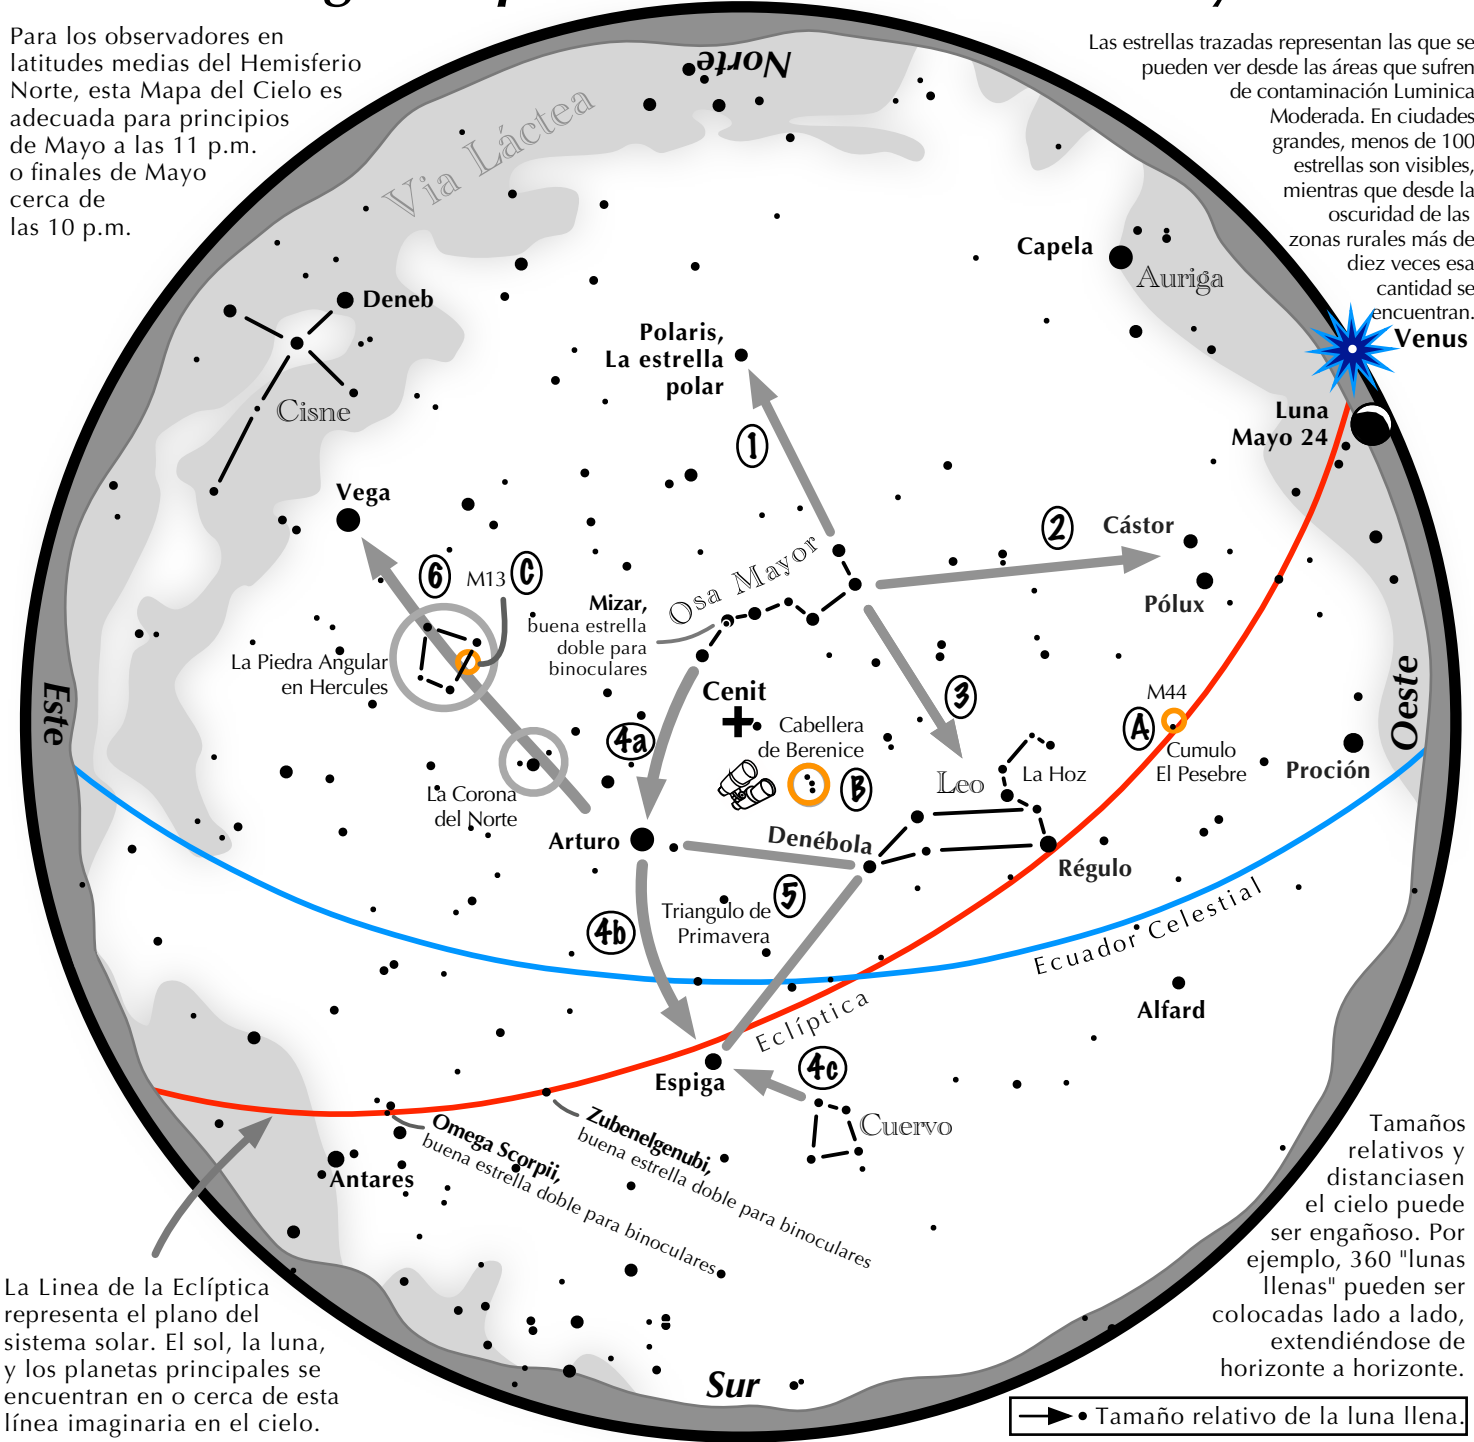 Para los observadores en
latitudes medias del Hemisferio
Norte, esta Mapa del Cielo es
adecuada para principios
de Mayo a las 11 p.m.
o finales de Mayo
cerca de
las 10 p.m.
Las estrellas trazadas representan las que se
pueden ver desde las áreas que sufren
de contaminación Luminica
Moderada. En ciudades
grandes, menos de 100
estrellas son visibles,
mientras que desde la
oscuridad de las
zonas rurales más de
diez veces esa
cantidad se
encuentran.
Norte
Via Láctea
Capela
Auriga
Deneb
Cisne
Polaris,
La estrella
polar
Venus
Luna
Mayo 24
1
Vega
2
Cástor
Pólux
Osa Mayor
6
M13
C
Mizar,
buena estrella
doble para
binoculares
La Piedra Angular
en Hercules
Este
Oeste
Cenit
3
M44
A
Cumulo
El Pesebre
4a
Cabellera
de Berenice
B
Leo
La Hoz
Proción
La Corona
del Norte
Arturo
Denébola
Régulo
5
Triangulo de
Primavera
4b
Ecuador Celestial
Eclíptica
Alfard
Espiga
4c
Cuervo
Zubenelgenubi,
buena estrella doble para binoculares
Omega Scorpii,
buena estrella doble para binoculares
Antares
La Linea de la Eclíptica
representa el plano del
sistema solar. El sol, la luna,
y los planetas principales se
encuentran en o cerca de esta
línea imaginaria en el cielo.
Sur
Tamaños
relativos y
distanciasen
el cielo puede
ser engañoso. Por
ejemplo, 360 "lunas
llenas" pueden ser
colocadas lado a lado,
extendiéndose de
horizonte a horizonte.
Tamaño relativo de la luna llena.